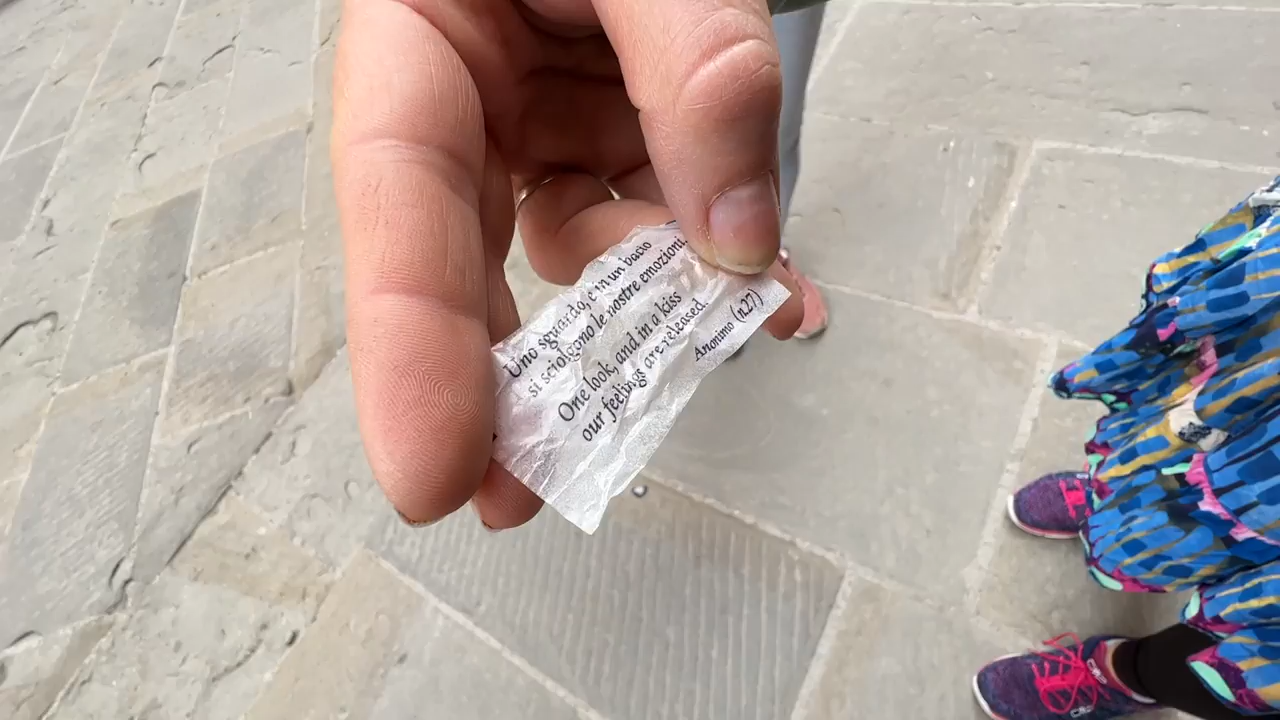 Uno sguardo, e in un bacio
si sciolgono le nostre emozioni.
One look, and in a kiss
our feelings are released.
Anonimo (n27)